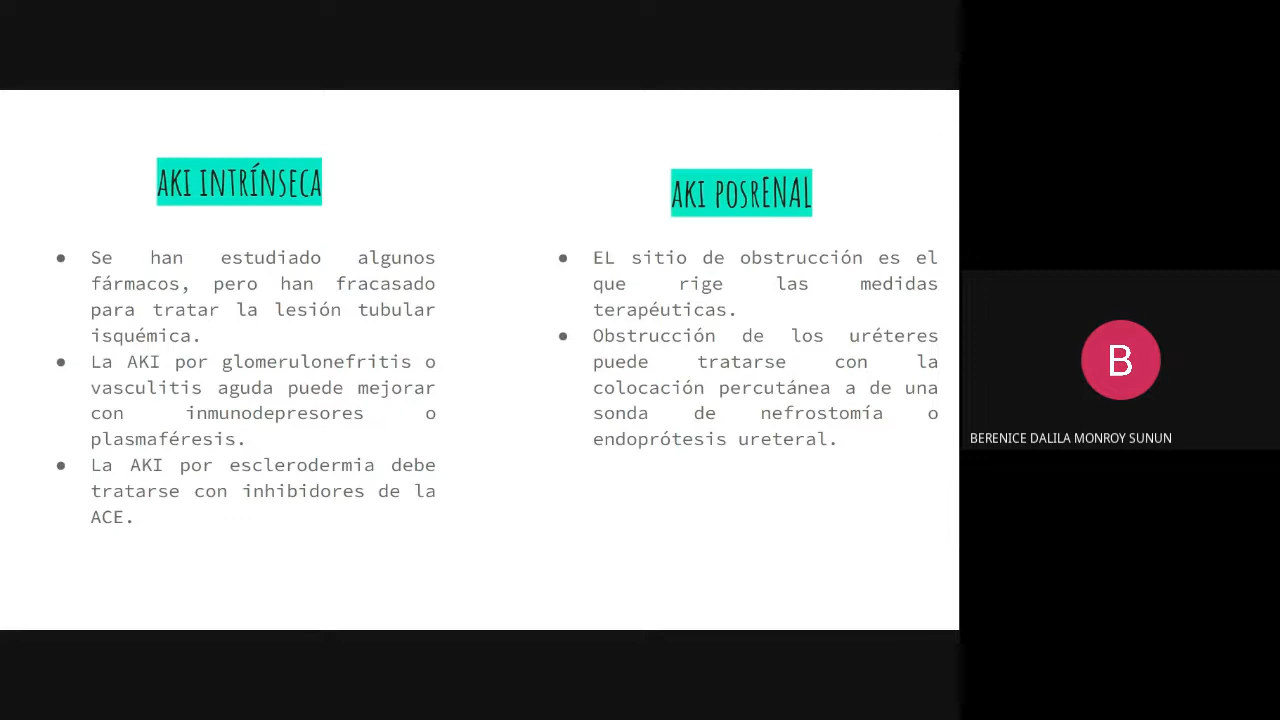 AKI INTRÍNSECA
● Se han estudiado algunos
fármacos, pero han fracasado
para tratar la lesión tubular
isquémica.
● La AKI por glomerulonefritis o
vasculitis aguda puede mejorar
con inmunodepresores o
plasmaféresis.
● La AKI por esclerodermia debe
tratarse con inhibidores de la
ACE.
AKI POSRENAL
● EL sitio de obstrucción es el
que rige las medidas
terapéuticas.
● Obstrucción de los uréteres
puede tratarse con la
colocación percutánea a de una
sonda de nefrostomía o
endoprótesis ureteral.
B
BERENICE DALILA MONROY SUNUN